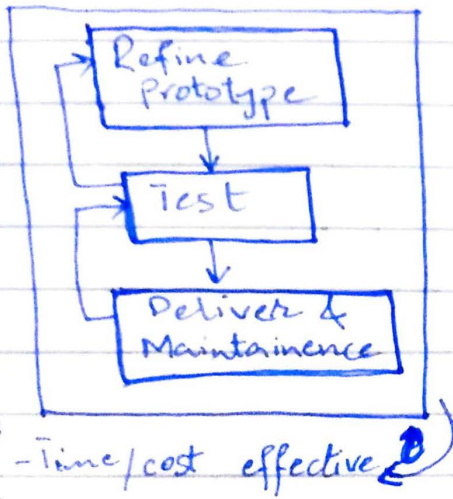 Refine
prototype
Test
Deliver &
Maintainence
-Time/cost effective